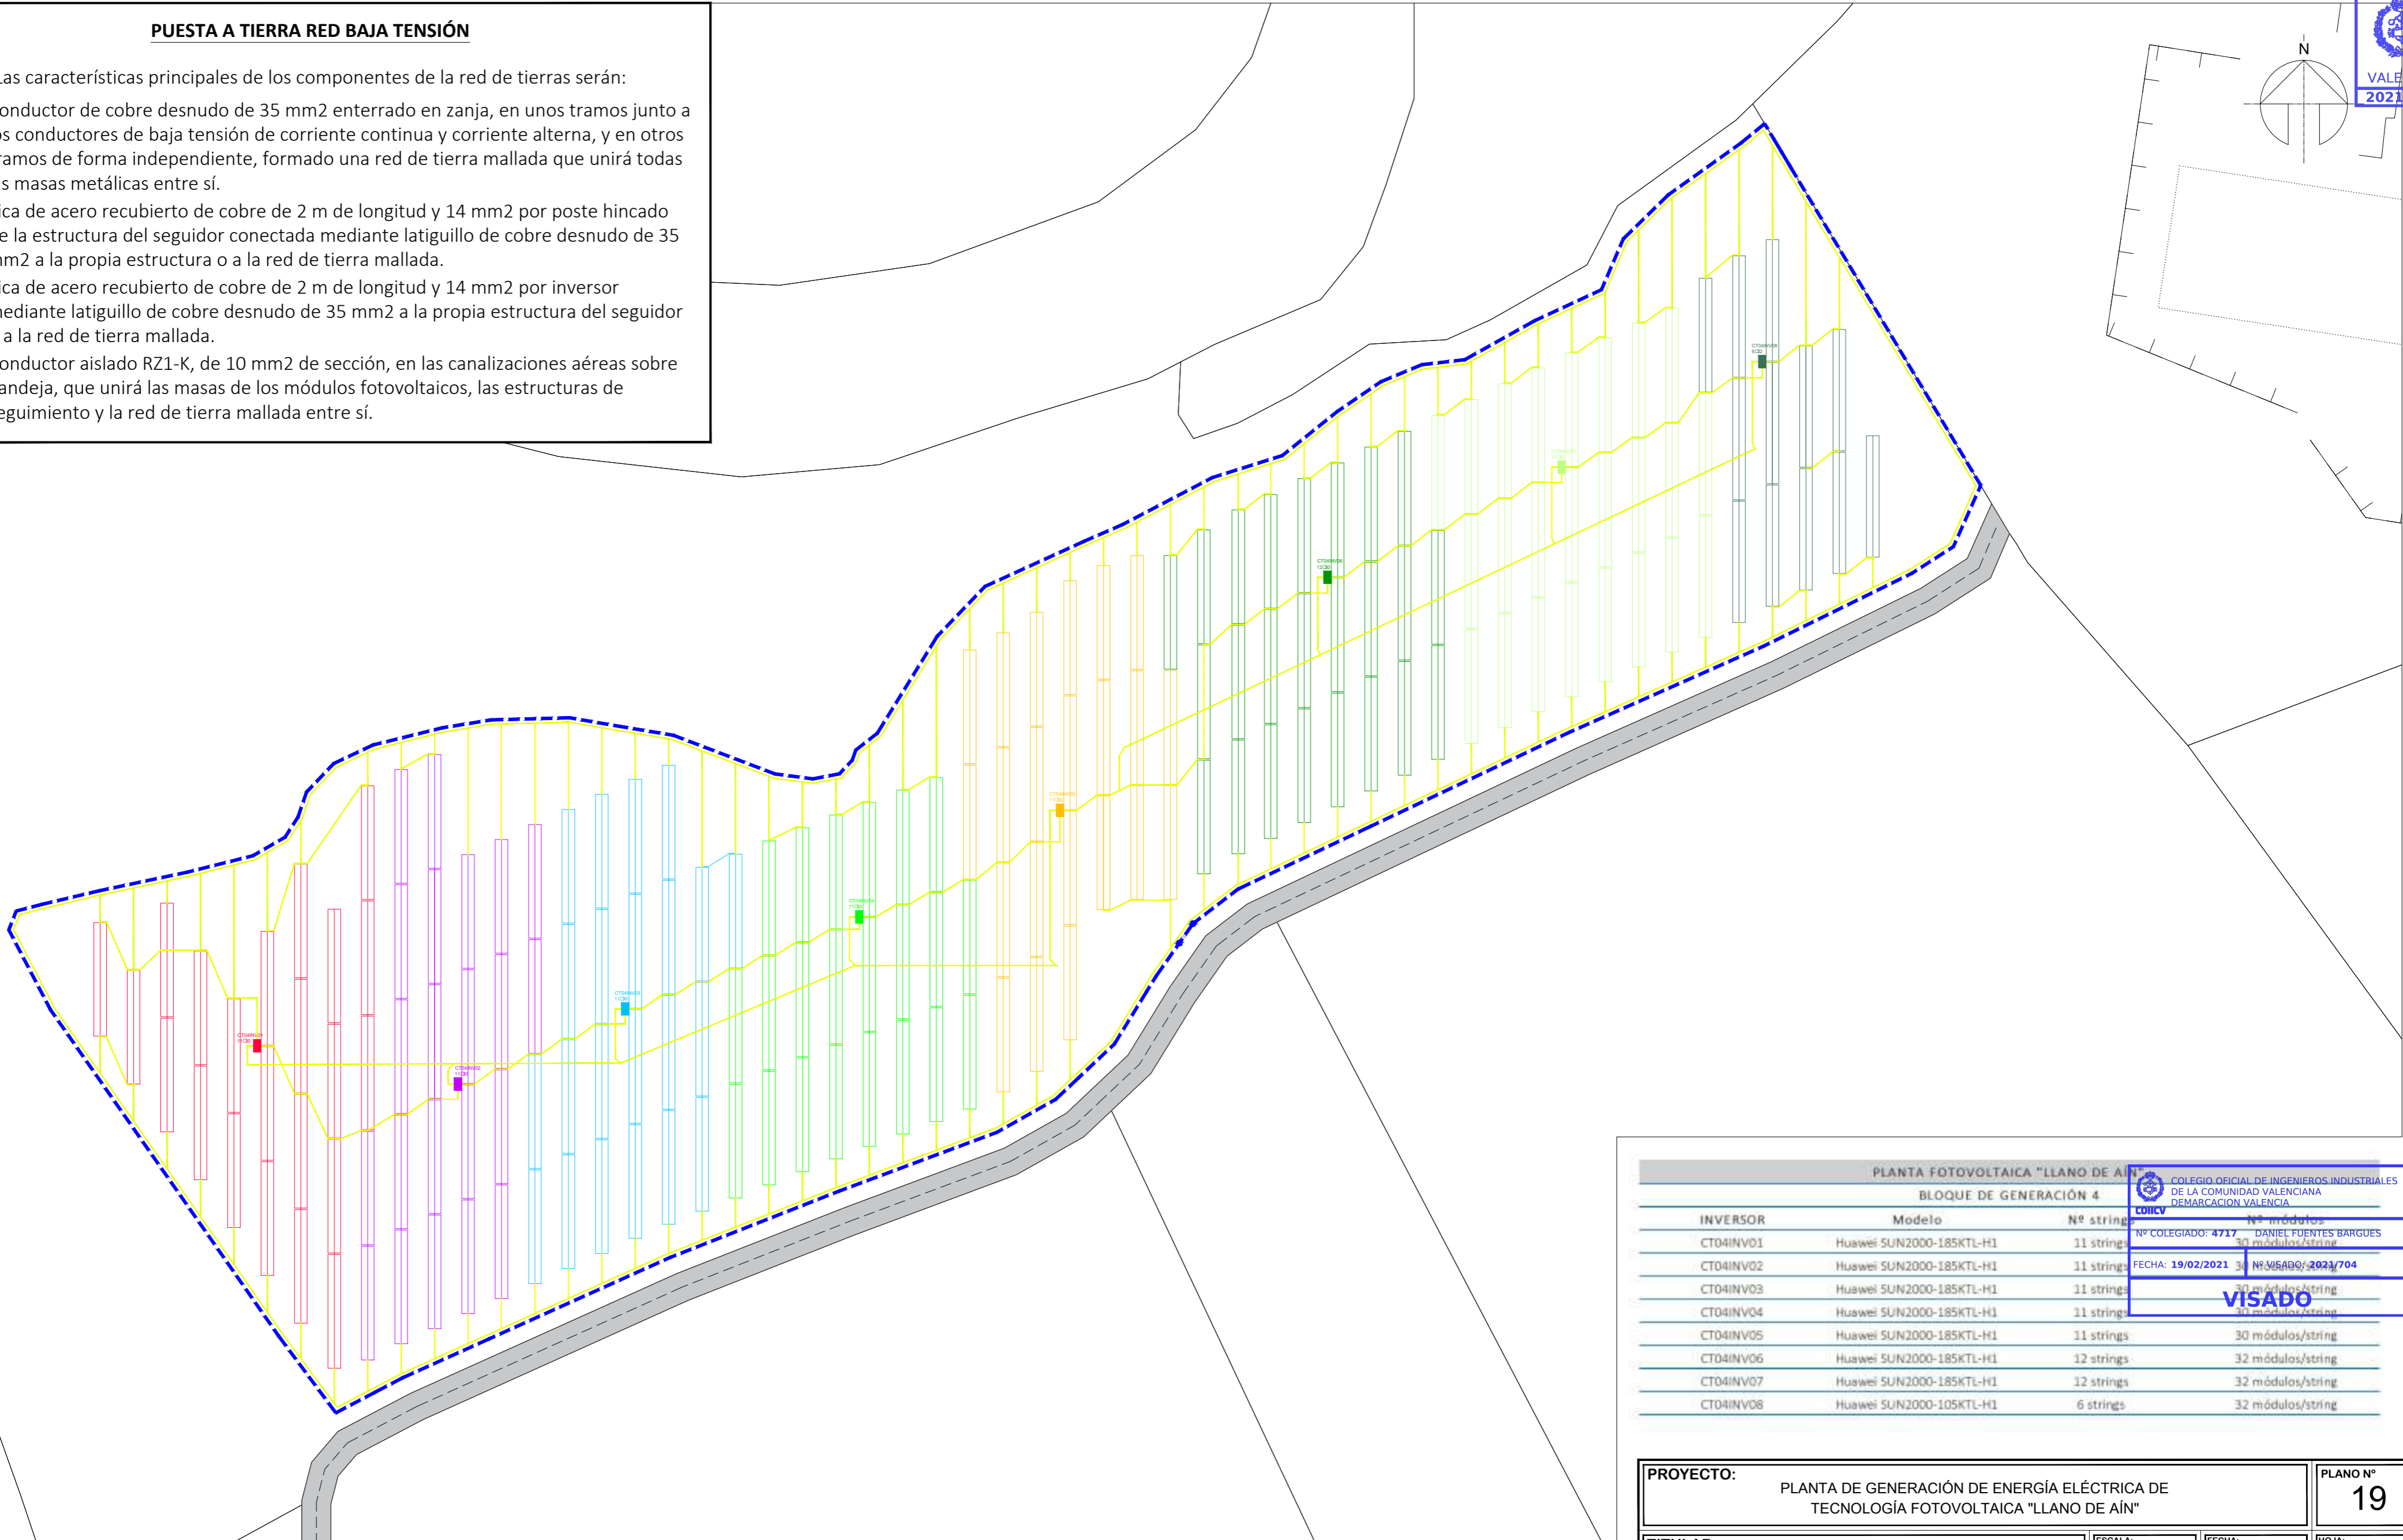 PUESTA A TIERRA RED BAJA TENSIÓN
Las características principales de los componentes de la red de tierras serán:
onductor de cobre desnudo de 35 mm2 enterrado en zanja, en unos tramos junto a
os conductores de baja tensión de corriente continua y corriente alterna, y en otros
ramos de forma independiente, formado una red de tierra mallada que unirá todas
s masas metálicas entre sí.
ica de acero recubierto de cobre de 2 m de longitud y 14 mm2 por poste hincado
e la estructura del seguidor conectada mediante latiguillo de cobre desnudo de 35
mm2 a la propia estructura o a la red de tierra mallada.
ica de acero recubierto de cobre de 2 m de longitud y 14 mm2 por inversor
mediante latiguillo de cobre desnudo de 35 mm2 a la propia estructura del seguidor
a la red de tierra mallada.
onductor aislado RZ1-K, de 10 mm2 de sección, en las canalizaciones aéreas sobre
andeja, que unirá las masas de los módulos fotovoltaicos, las estructuras de
eguimiento y la red de tierra mallada entre sí.
N
VALE
2021
PLANTA FOTOVOLTAICA "LLANO DE AÍN"
BLOQUE DE GENERACIÓN 4
INVERSOR Modelo Nº strings Nº módulos
CT04INV01 Huawei SUN2000-185KTL-H1 11 strings 30 módulos/string
CT04INV02 Huawei SUN2000-185KTL-H1 11 strings 30 módulos/string
CT04INV03 Huawei SUN2000-185KTL-H1 11 strings 30 módulos/string
CT04INV04 Huawei SUN2000-185KTL-H1 11 strings 30 módulos/string
CT04INV05 Huawei SUN2000-185KTL-H1 11 strings 30 módulos/string
CT04INV06 Huawei SUN2000-185KTL-H1 12 strings 32 módulos/string
CT04INV07 Huawei SUN2000-185KTL-H1 12 strings 32 módulos/string
CT04INV08 Huawei SUN2000-105KTL-H1 6 strings 32 módulos/string
COIICV
COLEGIO OFICIAL DE INGENIEROS INDUSTRIALES
DE LA COMUNIDAD VALENCIANA
DEMARCACION VALENCIA
Nº COLEGIADO: 4717 DANIEL FUENTES BARGUES
FECHA: 19/02/2021 Nº VISADO: 2021/704
VISADO
PROYECTO:
PLANTA DE GENERACIÓN DE ENERGÍA ELÉCTRICA DE
TECNOLOGÍA FOTOVOLTAICA "LLANO DE AÍN"
PLANO Nº
19